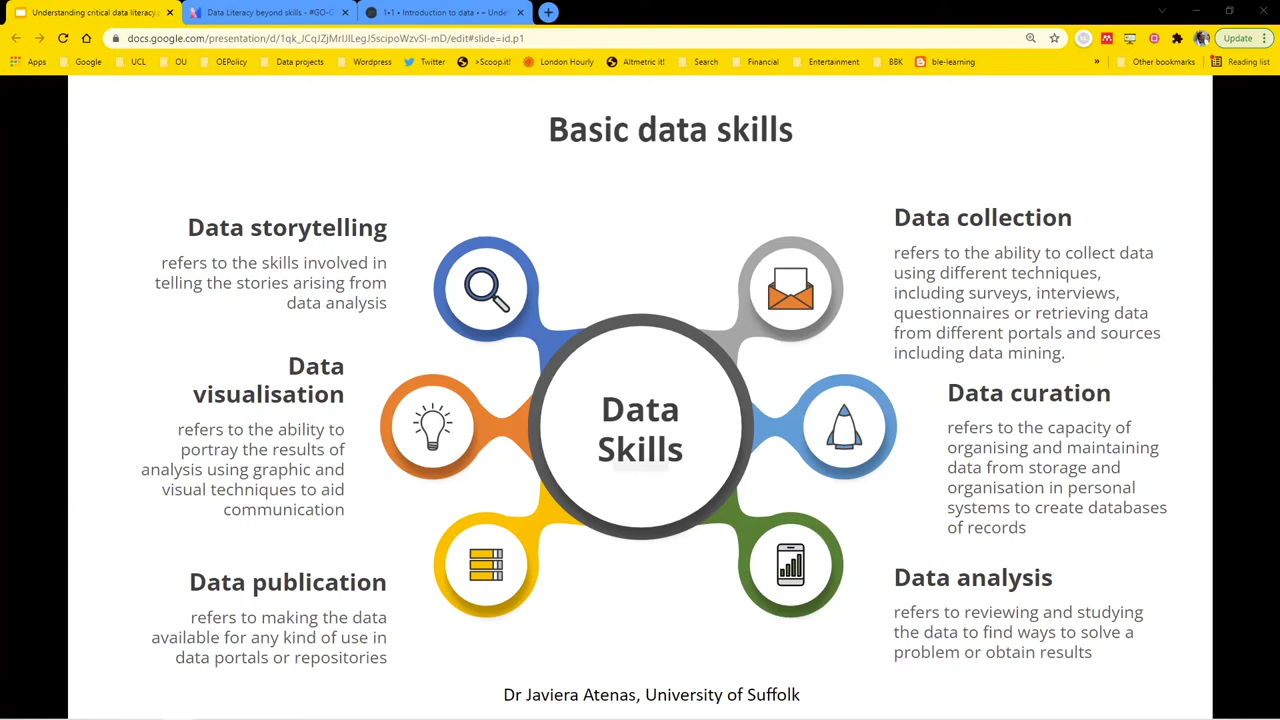 Understanding critical data literacy
Data Literacy beyond skills - #GO-G
1•1 • Introduction to data • – Unde
docs.google.com/presentation/d/1qk_JCqJZjMrIJILegJ5scipoWzvSI-mD/edit#slide=id.p1
Update
Apps
Google
UCL
OU
OEPolicy
Data projects
Wordpress
Twitter
>Scoop.it!
London Hourly
Altmetric it!
Search
Financial
Entertainment
BBK
ble-learning
»
Other bookmarks
Reading list
Basic data skills
Data storytelling
refers to the skills involved in
telling the stories arising from
data analysis
Data
visualisation
refers to the ability to
portray the results of
analysis using graphic and
visual techniques to aid
communication
Data publication
refers to making the data
available for any kind of use in
data portals or repositories
Data
Skills
Data collection
refers to the ability to collect data
using different techniques,
including surveys, interviews,
questionnaires or retrieving data
from different portals and sources
including data mining.
Data curation
refers to the capacity of
organising and maintaining
data from storage and
organisation in personal
systems to create databases
of records
Data analysis
refers to reviewing and studying
the data to find ways to solve a
problem or obtain results
Dr Javiera Atenas, University of Suffolk